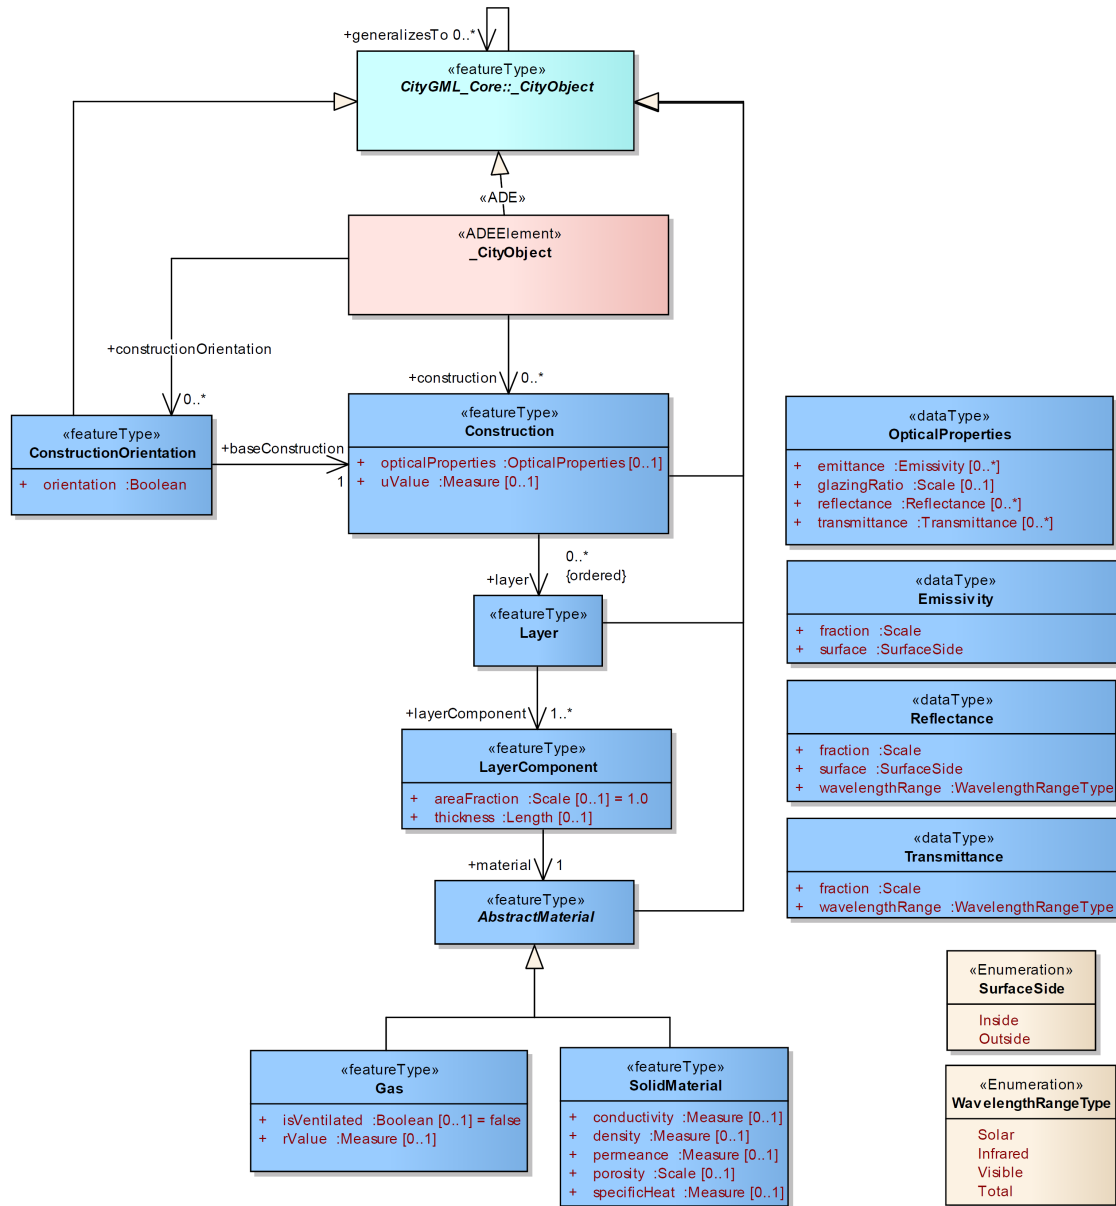 +generalizesTo 0..*
«featureType»
CityGML_Core::_CityObject
«ADE»
«ADEElement»
_CityObject
+constructionOrientation
0..*
+construction 0..*
«featureType»
ConstructionOrientation
+ orientation :Boolean
+baseConstruction
1
«featureType»
Construction
+ opticalProperties :OpticalProperties [0..1]
+ uValue :Measure [0..1]
0..*
{ordered}
+layer
«featureType»
Layer
+layerComponent 1..*
«featureType»
LayerComponent
+ areaFraction :Scale [0..1] = 1.0
+ thickness :Length [0..1]
+material 1
«featureType»
AbstractMaterial
«featureType»
Gas
+ isVentilated :Boolean [0..1] = false
+ rValue :Measure [0..1]
«featureType»
SolidMaterial
+ conductivity :Measure [0..1]
+ density :Measure [0..1]
+ permeance :Measure [0..1]
+ porosity :Scale [0..1]
+ specificHeat :Measure [0..1]
«dataType»
OpticalProperties
+ emittance :Emissivity [0..*]
+ glazingRatio :Scale [0..1]
+ reflectance :Reflectance [0..*]
+ transmittance :Transmittance [0..*]
«dataType»
Emissivity
+ fraction :Scale
+ surface :SurfaceSide
«dataType»
Reflectance
+ fraction :Scale
+ surface :SurfaceSide
+ wavelengthRange :WavelengthRangeType
«dataType»
Transmittance
+ fraction :Scale
+ wavelengthRange :WavelengthRangeType
«Enumeration»
SurfaceSide
Inside
Outside
«Enumeration»
WavelengthRangeType
Solar
Infrared
Visible
Total